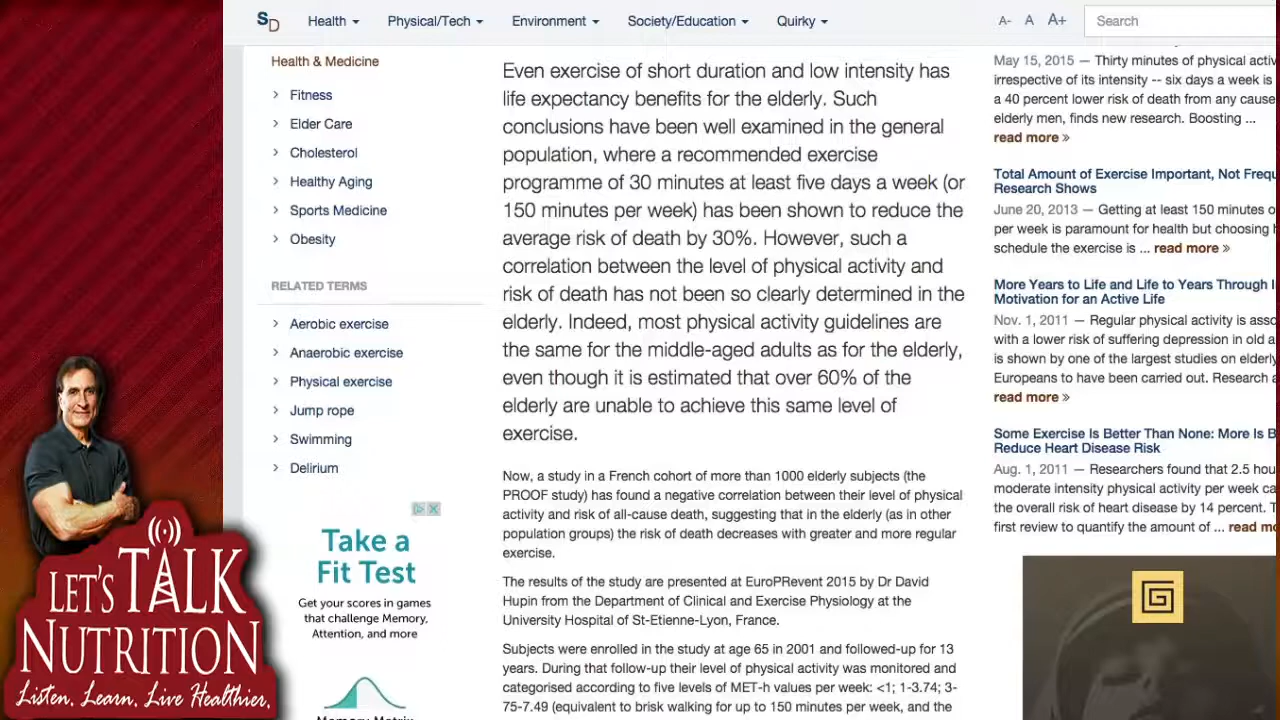 SD
Health
Physical/Tech
Environment
Society/Education
Quirky
A-
A
A+
Search
Health & Medicine
Fitness
Elder Care
Cholesterol
Healthy Aging
Sports Medicine
Obesity
RELATED TERMS
Aerobic exercise
Anaerobic exercise
Physical exercise
Jump rope
Swimming
Delirium
Take a
Fit Test
Get your scores in games
that challenge Memory,
Attention, and more
Memory Matrix
LET'S TALK
NUTRITION
Listen. Learn. Live Healthier.
Even exercise of short duration and low intensity has
life expectancy benefits for the elderly. Such
conclusions have been well examined in the general
population, where a recommended exercise
programme of 30 minutes at least five days a week (or
150 minutes per week) has been shown to reduce the
average risk of death by 30%. However, such a
correlation between the level of physical activity and
risk of death has not been so clearly determined in the
elderly. Indeed, most physical activity guidelines are
the same for the middle-aged adults as for the elderly,
even though it is estimated that over 60% of the
elderly are unable to achieve this same level of
exercise.
Now, a study in a French cohort of more than 1000 elderly subjects (the
PROOF study) has found a negative correlation between their level of physical
activity and risk of all-cause death, suggesting that in the elderly (as in other
population groups) the risk of death decreases with greater and more regular
exercise.
The results of the study are presented at EuroPRevent 2015 by Dr David
Hupin from the Department of Clinical and Exercise Physiology at the
University Hospital of St-Etienne-Lyon, France.
Subjects were enrolled in the study at age 65 in 2001 and followed-up for 13
years. During that follow-up their level of physical activity was monitored and
categorised according to five levels of MET-h values per week: <1; 1-3.74; 3-
75-7.49 (equivalent to brisk walking for up to 150 minutes per week, and the
May 15, 2015 — Thirty minutes of physical activ
irrespective of its intensity -- six days a week is
a 40 percent lower risk of death from any cause
elderly men, finds new research. Boosting ...
read more »
Total Amount of Exercise Important, Not Frequ
Research Shows
June 20, 2013 — Getting at least 150 minutes o
per week is paramount for health but choosing
schedule the exercise is ... read more »
More Years to Life and Life to Years Through
Motivation for an Active Life
Nov. 1, 2011 — Regular physical activity is asso
with a lower risk of suffering depression in old a
is shown by one of the largest studies on elderly
Europeans to have been carried out. Research
read more »
Some Exercise Is Better Than None: More Is B
Reduce Heart Disease Risk
Aug. 1, 2011 — Researchers found that 2.5 hou
moderate intensity physical activity per week ca
the overall risk of heart disease by 14 percent. T
first review to quantify the amount of ... read mo